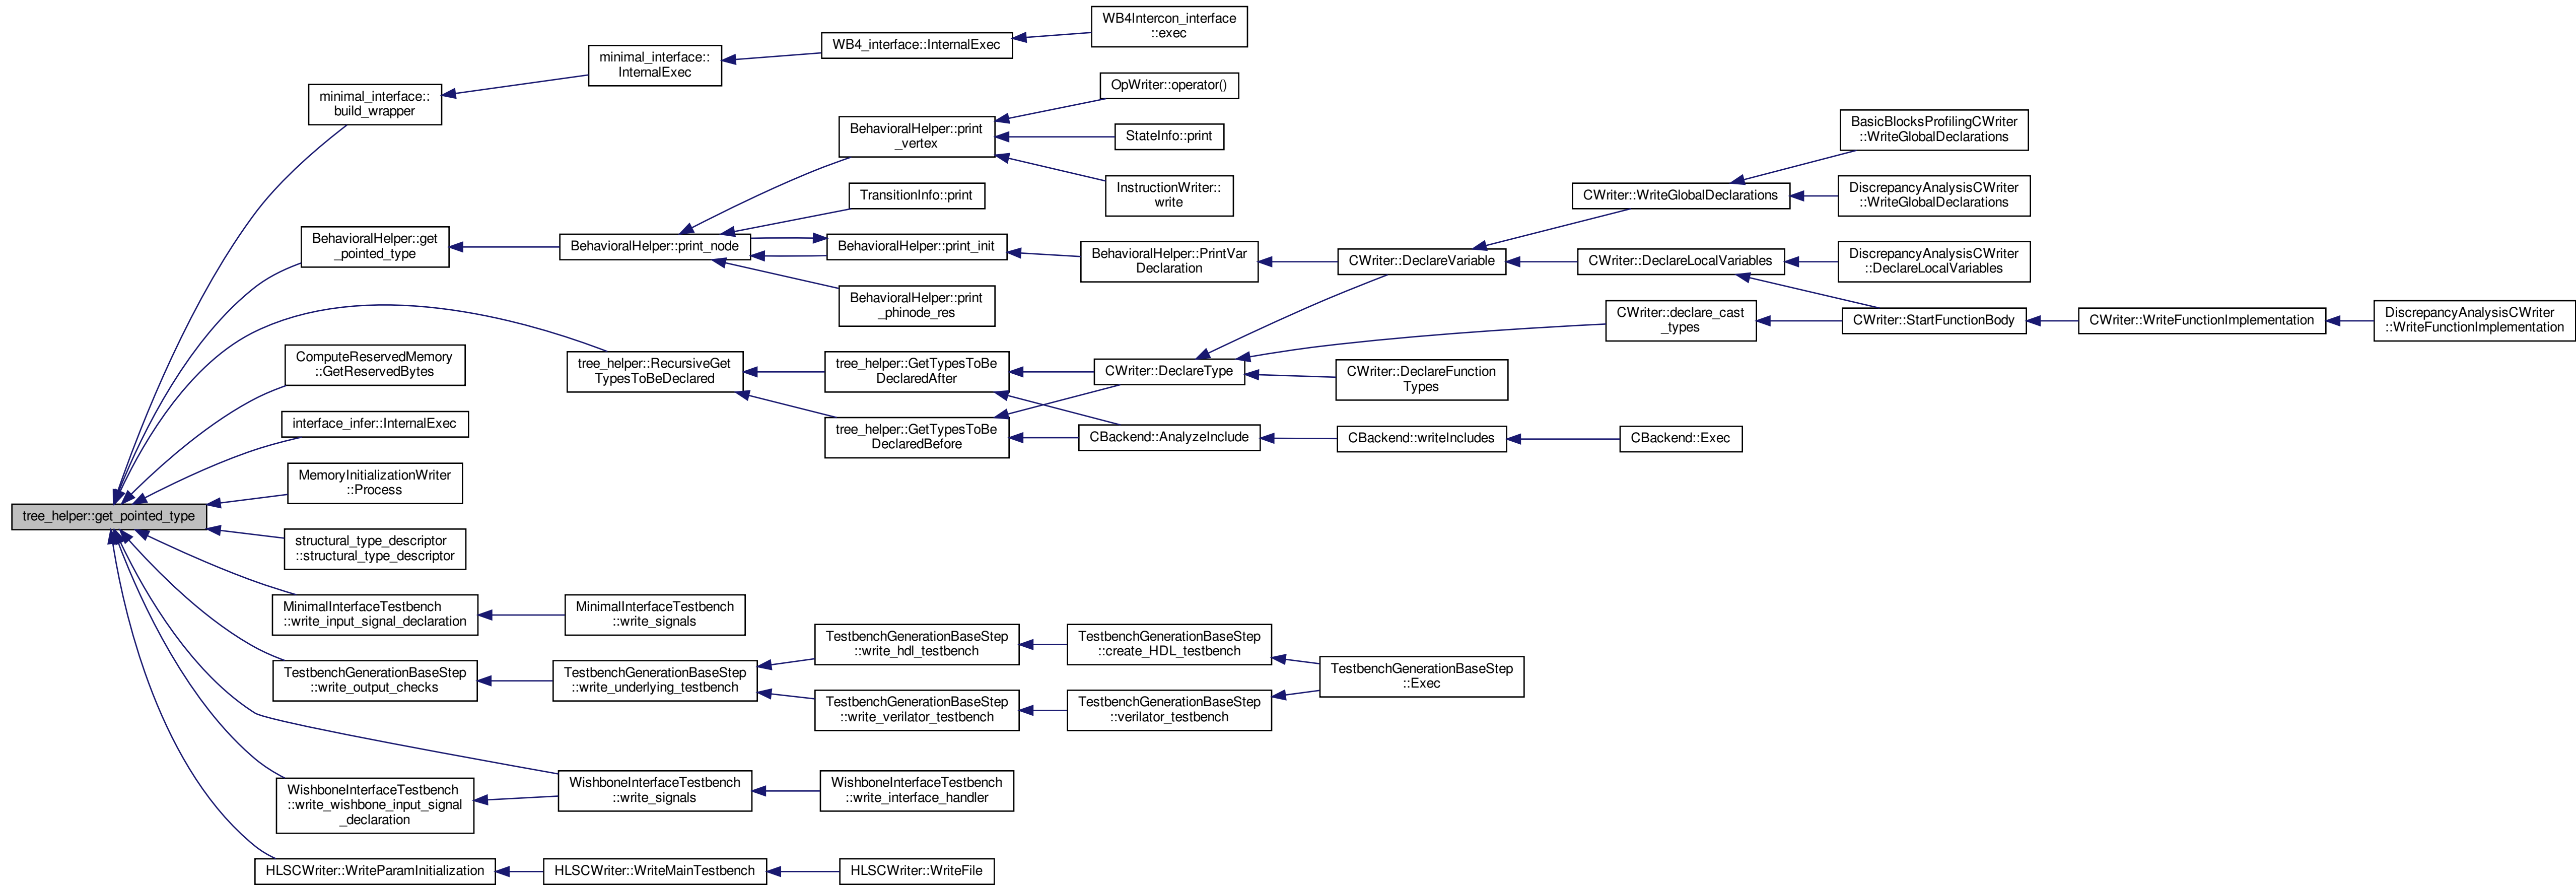 WB4Intercon_interface
::exec
WB4_interface::InternalExec
minimal_interface::
InternalExec
minimal_interface::
build_wrapper
OpWriter::operator()
BehavioralHelper::print
_vertex
StateInfo::print
InstructionWriter::
write
TransitionInfo::print
BehavioralHelper::get
_pointed_type
BehavioralHelper::print_node
BehavioralHelper::print_init
BehavioralHelper::PrintVar
Declaration
BehavioralHelper::print
_phinode_res
BasicBlocksProfilingCWriter
::WriteGlobalDeclarations
CWriter::WriteGlobalDeclarations
DiscrepancyAnalysisCWriter
::WriteGlobalDeclarations
CWriter::DeclareVariable
CWriter::DeclareLocalVariables
DiscrepancyAnalysisCWriter
::DeclareLocalVariables
CWriter::declare_cast
_types
CWriter::StartFunctionBody
CWriter::WriteFunctionImplementation
DiscrepancyAnalysisCWriter
::WriteFunctionImplementation
ComputeReservedMemory
::GetReservedBytes
tree_helper::RecursiveGet
TypesToBeDeclared
tree_helper::GetTypesToBe
DeclaredAfter
CWriter::DeclareType
CWriter::DeclareFunction
Types
interface_infer::InternalExec
tree_helper::GetTypesToBe
DeclaredBefore
CBackend::AnalyzeInclude
CBackend::writeIncludes
CBackend::Exec
MemoryInitializationWriter
::Process
tree_helper::get_pointed_type
structural_type_descriptor
::structural_type_descriptor
MinimalInterfaceTestbench
::write_input_signal_declaration
MinimalInterfaceTestbench
::write_signals
TestbenchGenerationBaseStep
::write_output_checks
TestbenchGenerationBaseStep
::write_underlying_testbench
TestbenchGenerationBaseStep
::write_hdl_testbench
TestbenchGenerationBaseStep
::create_HDL_testbench
TestbenchGenerationBaseStep
::Exec
TestbenchGenerationBaseStep
::write_verilator_testbench
TestbenchGenerationBaseStep
::verilator_testbench
WishboneInterfaceTestbench
::write_wishbone_input_signal
_declaration
WishboneInterfaceTestbench
::write_signals
WishboneInterfaceTestbench
::write_interface_handler
HLSCWriter::WriteParamInitialization
HLSCWriter::WriteMainTestbench
HLSCWriter::WriteFile